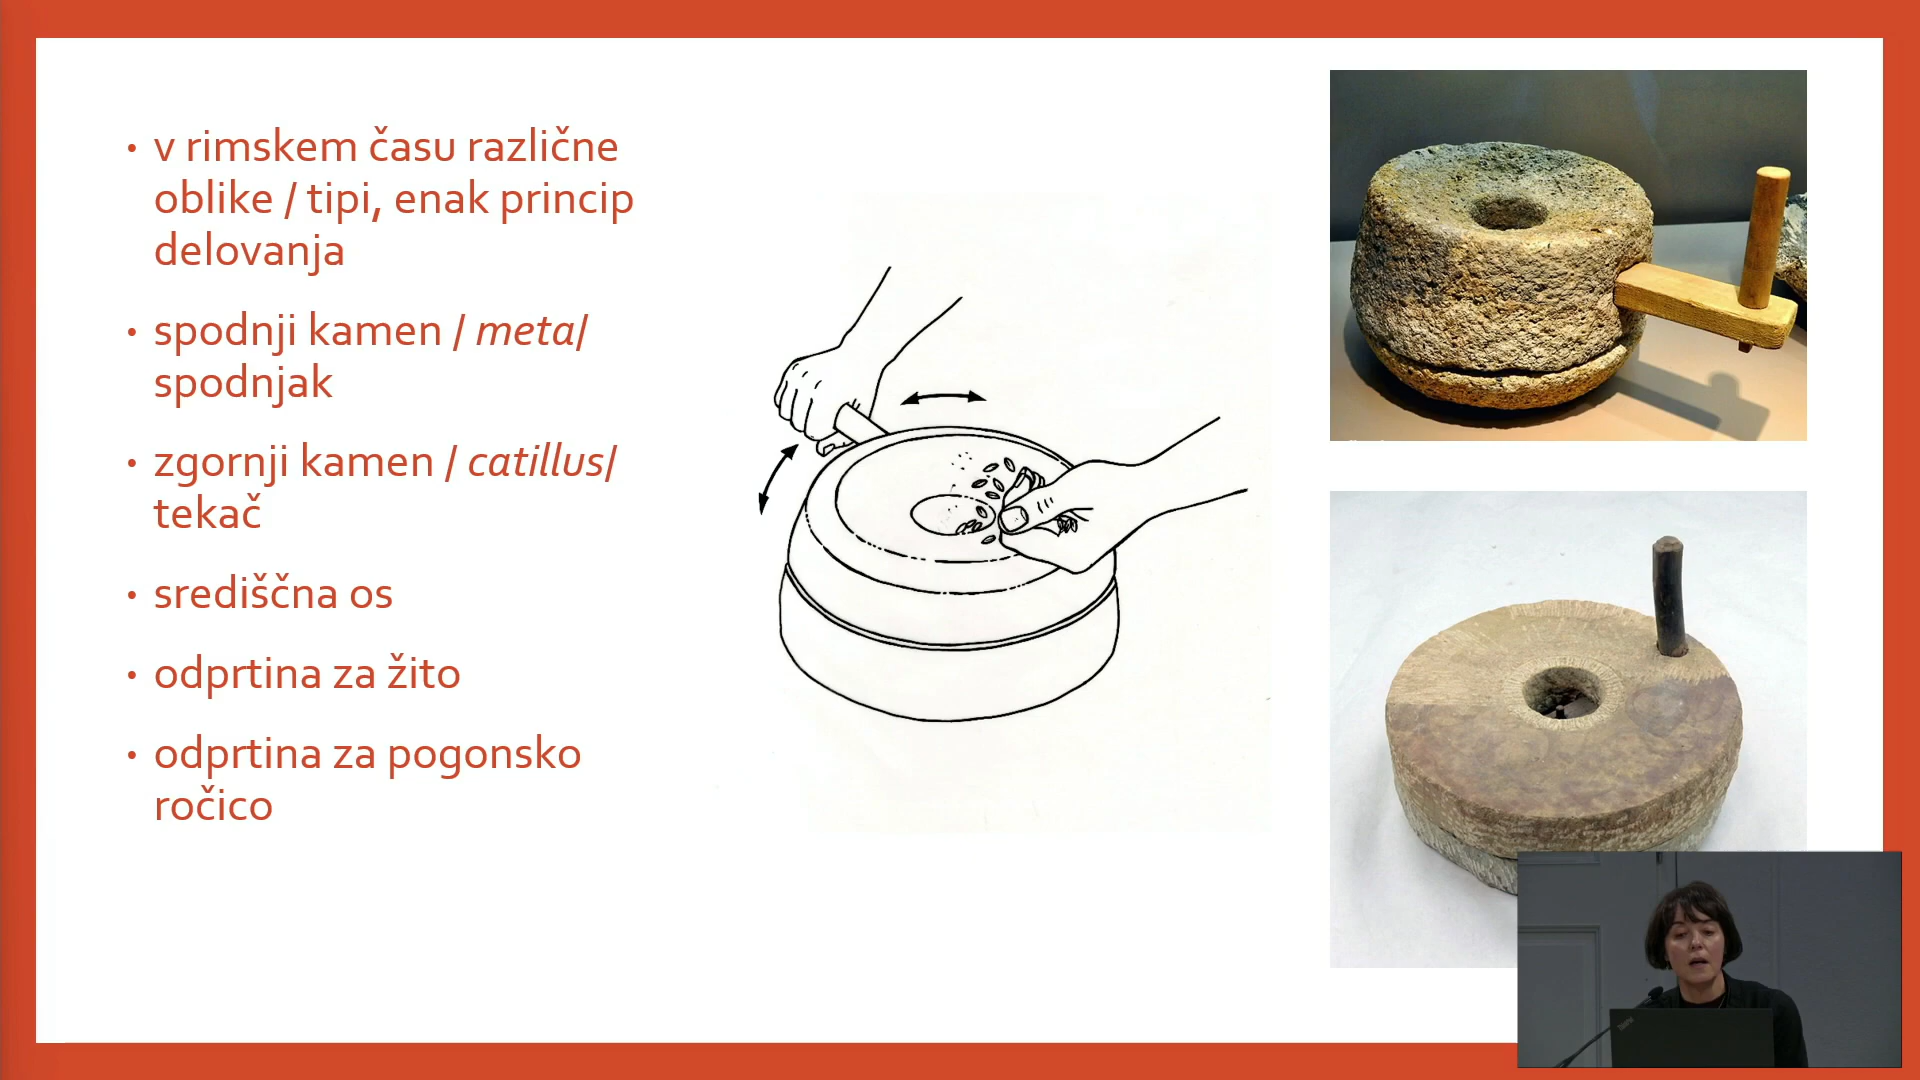 • v rimskem času različne
oblike / tipi, enak princip
delovanja
• spodnji kamen / meta/
spodnjak
• zgornji kamen / catillus/
tekač
• središčna os
• odprtina za žito
• odprtina za pogonsko
ročico